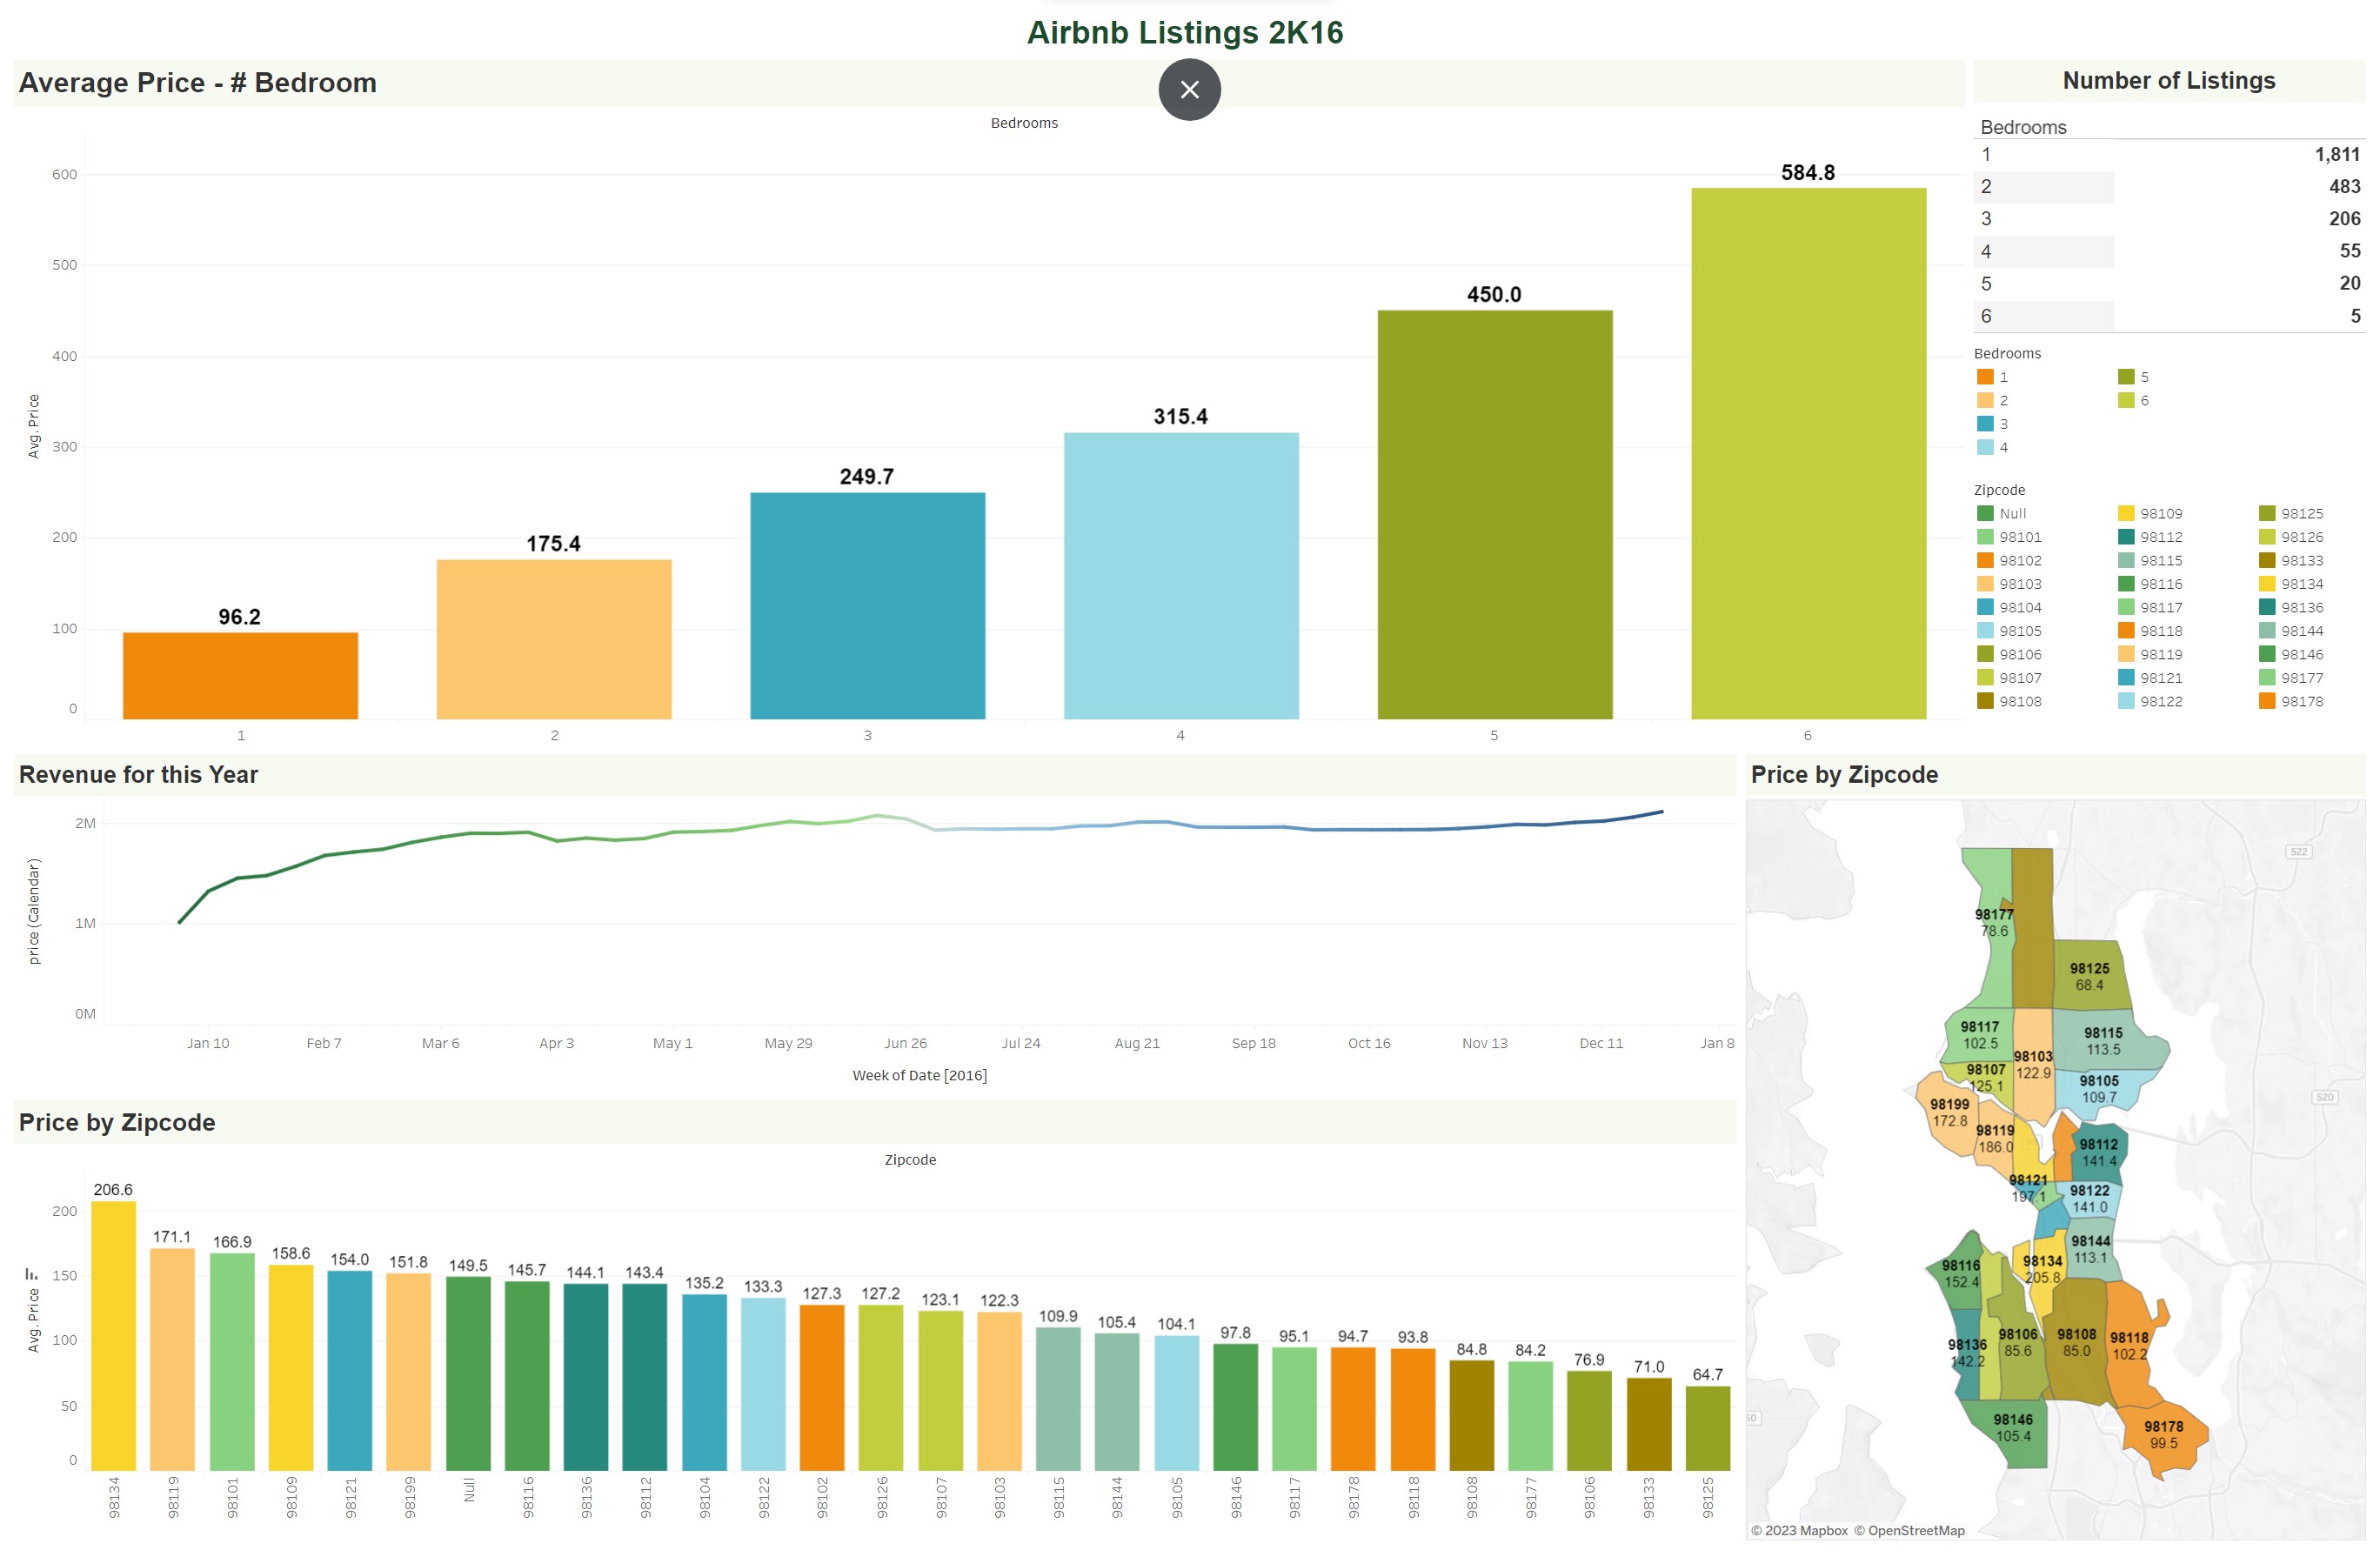 Airbnb Listings 2K16
Average Price - # Bedroom
Bedrooms
Avg. Price
600
500
400
300
200
100
0
96.2
175.4
249.7
315.4
450.0
584.8
1
2
3
4
5
6
Number of Listings
Bedrooms
1 1,811
2 483
3 206
4 55
5 20
6 5
Bedrooms
1 5
2 6
3
4
Zipcode
Null 98109 98125
98101 98112 98126
98102 98115 98133
98103 98116 98134
98104 98117 98136
98105 98118 98144
98106 98119 98146
98107 98121 98177
98108 98122 98178
Revenue for this Year
price (Calendar)
2M
1M
0M
Jan 10 Feb 7 Mar 6 Apr 3 May 1 May 29 Jun 26 Jul 24 Aug 21 Sep 18 Oct 16 Nov 13 Dec 11 Jan 8
Week of Date [2016]
Price by Zipcode
Zipcode
Avg. Price
200
150
100
50
0
206.6 171.1 166.9 158.6 154.0 151.8 149.5 145.7 144.1 143.4 135.2 133.3 127.3 127.2 123.1 122.3 109.9 105.4 104.1 97.8 95.1 94.7 93.8 84.8 84.2 76.9 71.0 64.7
98134 98119 98101 98109 98121 98199 Null 98116 98136 98112 98104 98122 98102 98126 98107 98103 98115 98144 98105 98146 98117 98178 98118 98108 98177 98106 98133 98125
Price by Zipcode
522
98177
78.6
98125
68.4
98117
102.5
98115
113.5
98103
122.9
98107
125.1
98105
109.7
520
98199
172.8
98119
186.0
98112
141.4
98121
197.1
98122
141.0
98144
113.1
98116
152.4
98134
205.8
98136
142.2
98106
85.6
98108
85.0
98118
102.2
98146
105.4
98178
99.5
© 2023 Mapbox © OpenStreetMap